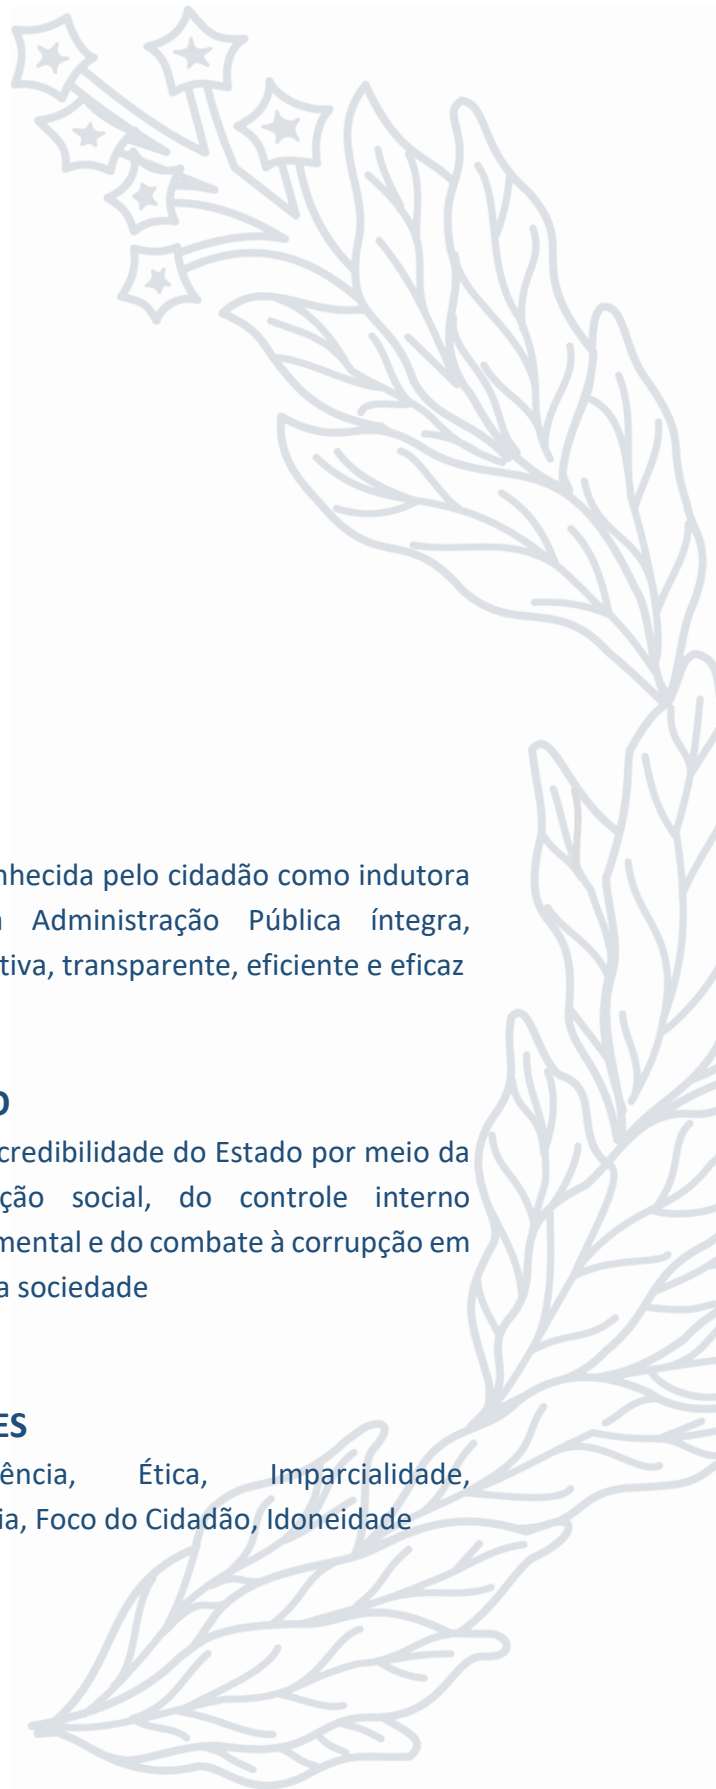 nhecida pelo cidadão como indutora
Administração Pública íntegra,
tiva, transparente, eficiente e eficaz
O
credibilidade do Estado por meio da
ção social, do controle interno
mental e do combate à corrupção em
a sociedade
ES
ência, Ética, Imparcialidade,
ia, Foco do Cidadão, Idoneidade